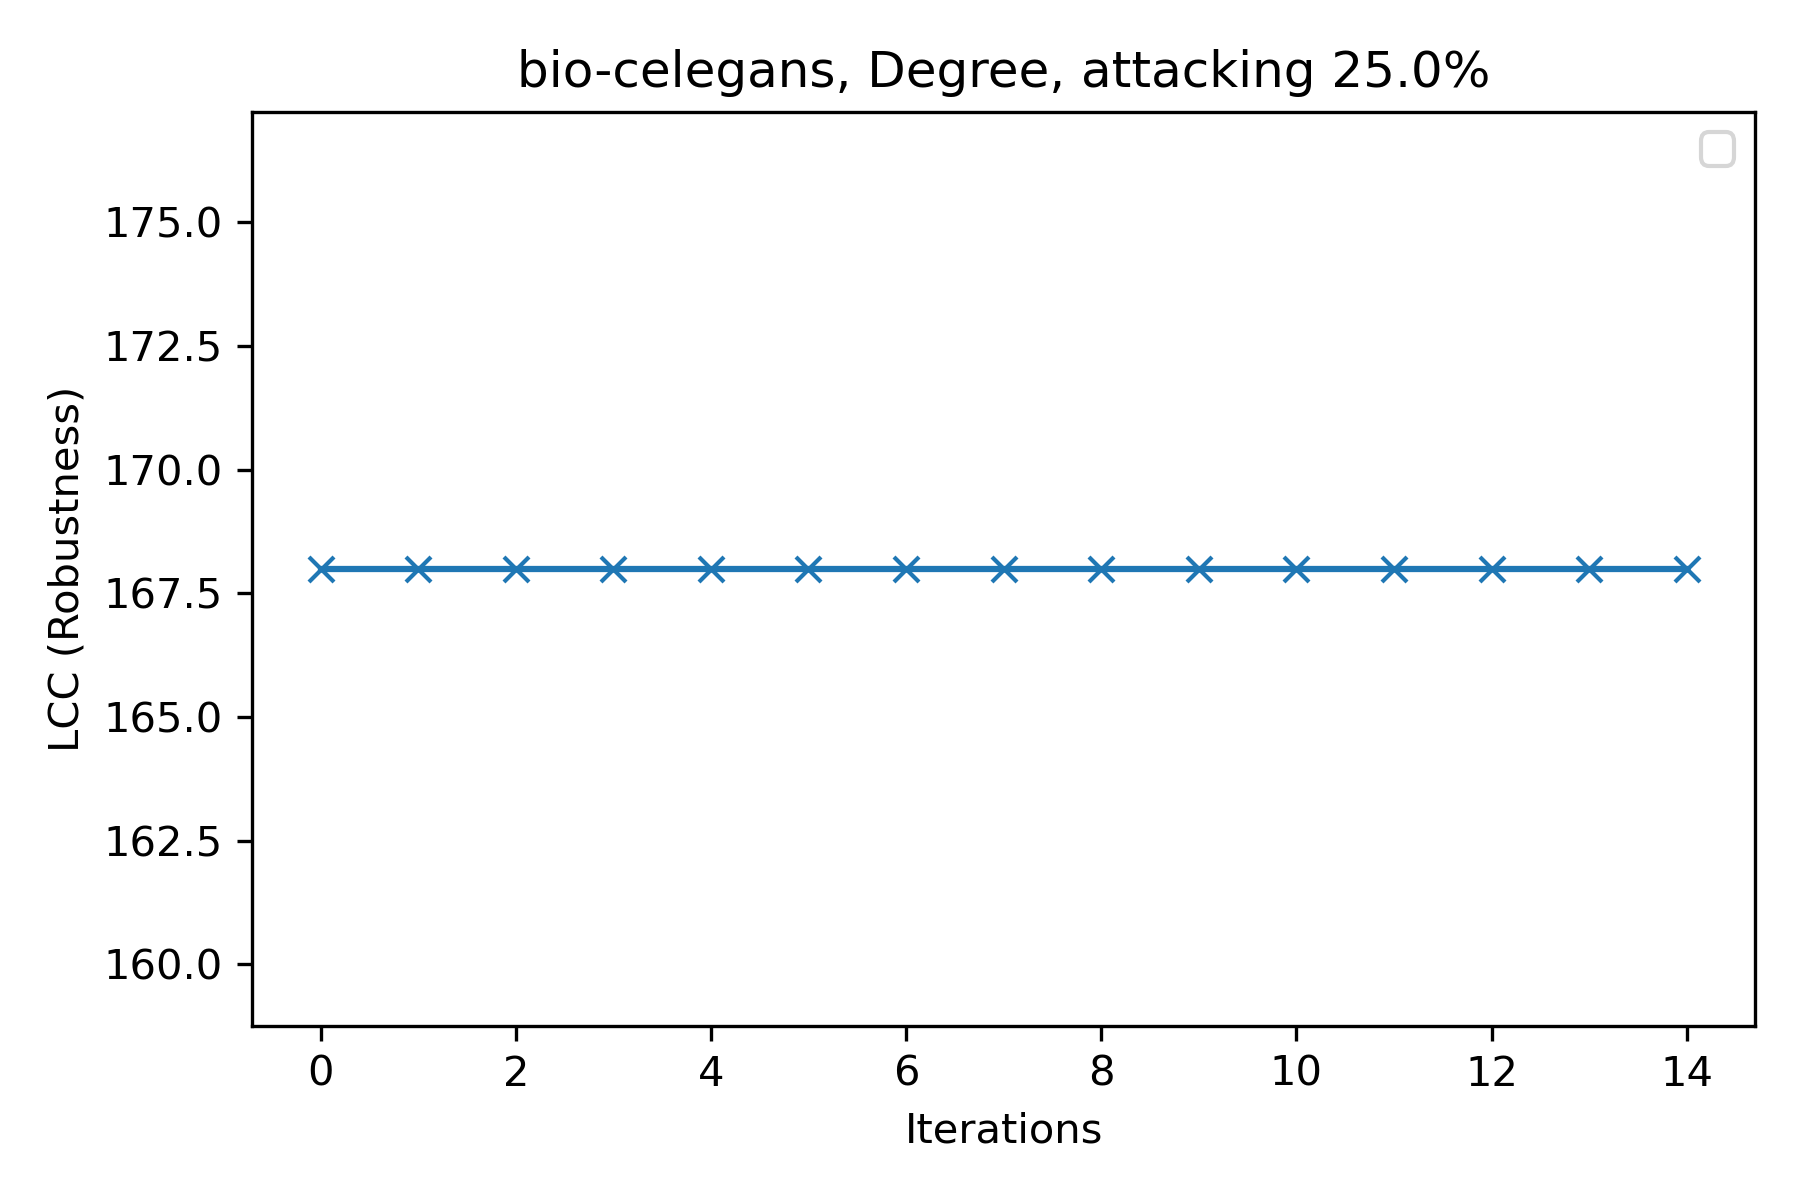 bio-celegans, Degree, attacking 25.0%
LCC (Robustness)
175.0
172.5
170.0
167.5
165.0
162.5
160.0
0 2 4 6 8 10 12 14
Iterations